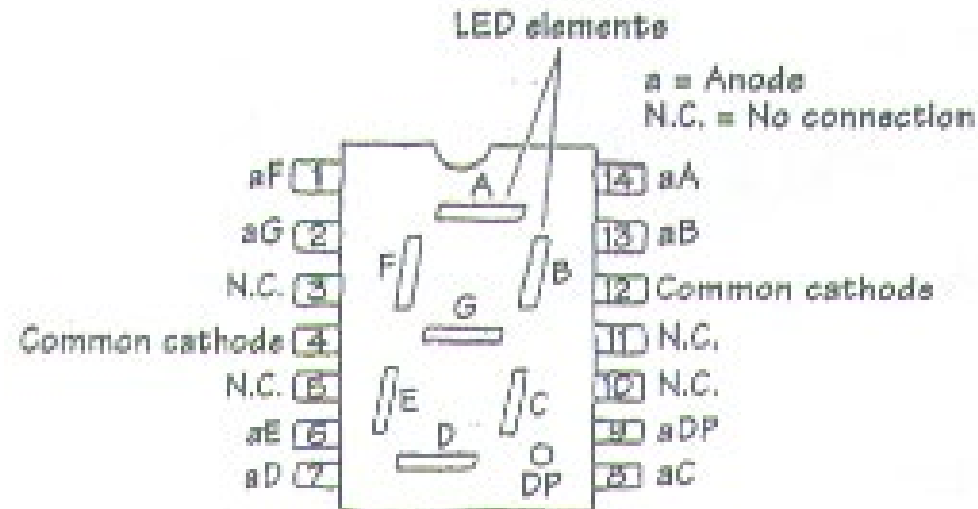 LED elements
a = Anode
N.C. = No connection
aF 1
14 aA
A
aG 2
13 aB
F
B
N.C. 3
12 Common cathode
G
Common cathode 4
11 N.C.
N.C. 5
10 N.C.
E
C
aE 6
9 aDP
D
aD 7
8 aC
DP